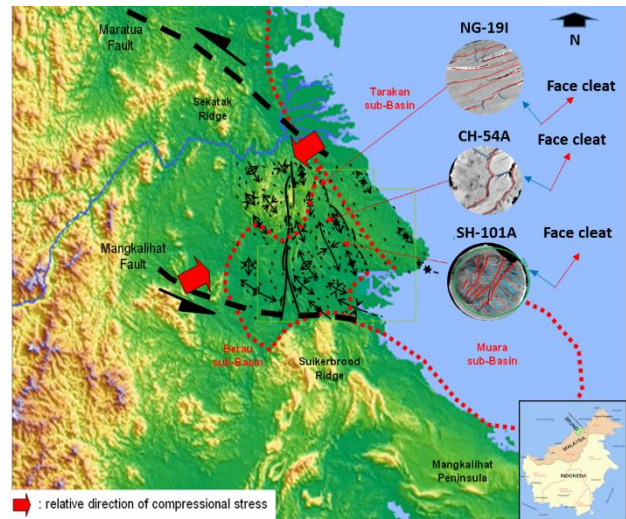 Maratua
Fault
Sekatak
Ridge
Tarakan
sub-Basin
NG-19I
N
Face cleat
CH-54A
Face cleat
SH-101A
Face cleat
Mangkalihat
Fault
Berau
sub-Basin
Suikerbrood
Ridge
Muara
sub-Basin
Mangkalihat
Peninsula
BRUNEI
MALAYSIA
INDONESIA
: relative direction of compressional stress